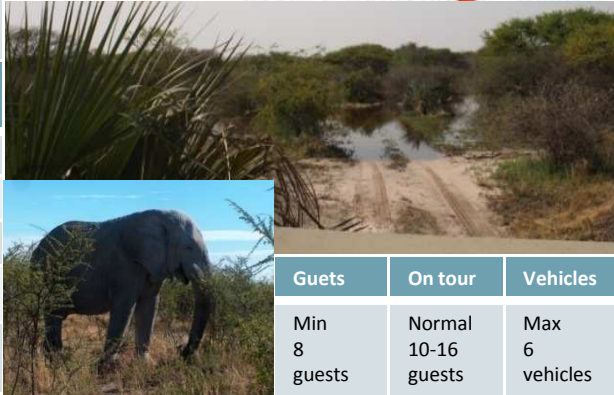 Guets On tour Vehicles
Min Normal Max
8 10-16 6
guests guests vehicles